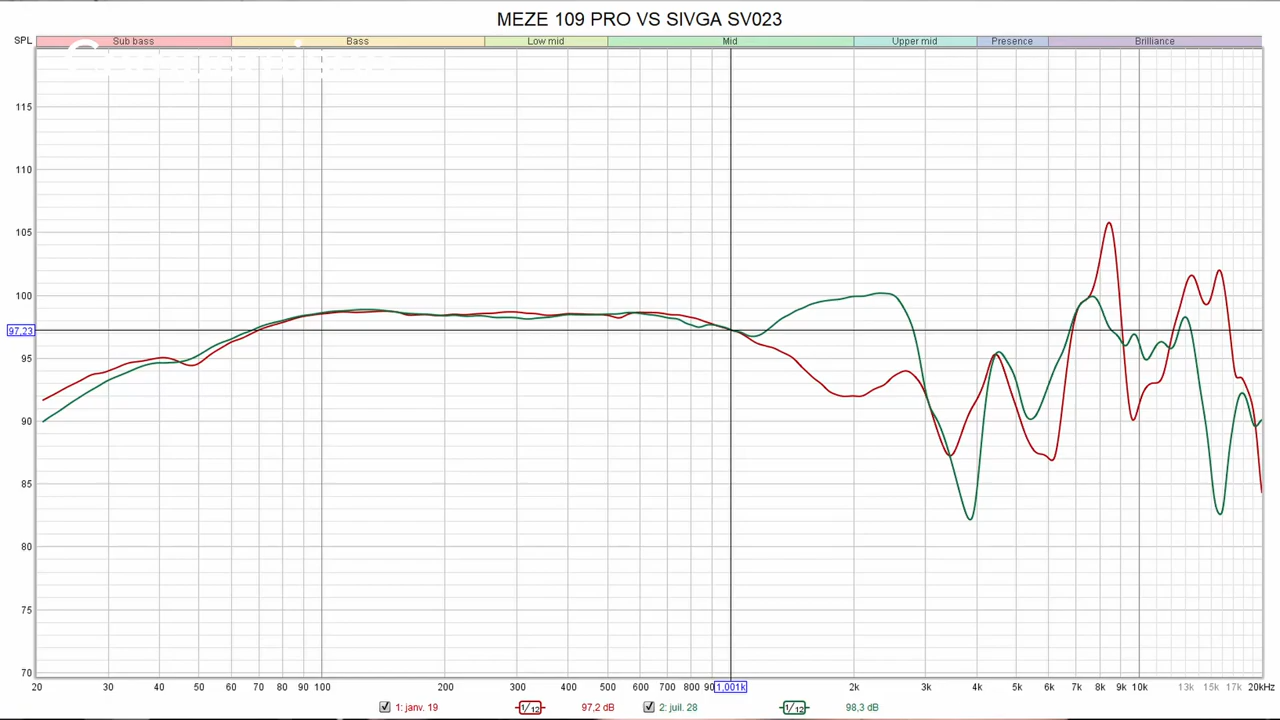 MEZE 109 PRO VS SIVGA SV023
SPL Sub bass Bass Low mid Mid Upper mid Presence Brilliance
115
110
105
100
97,23
95
90
85
80
75
70
20 30 40 50 60 70 80 90 100 200 300 400 500 600 700 800 90 1,001k 2k 3k 4k 5k 6k 7k 8k 9k 10k 13k 15k 17k 20kHz
1: janv. 19 1/12 97,2 dB 2: juil. 28 1/12 98,3 dB